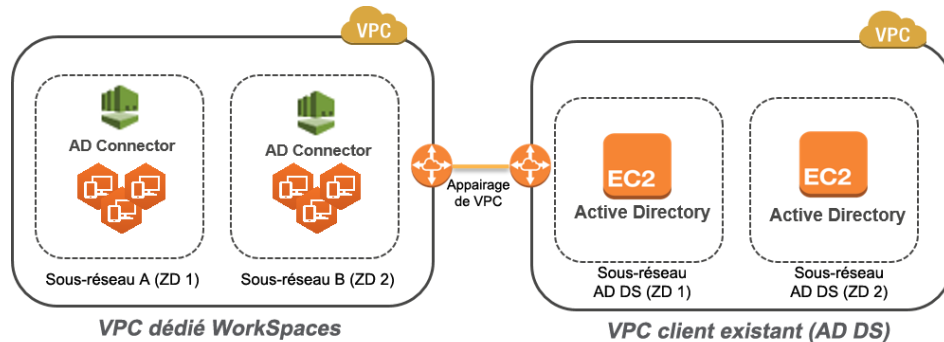 VPC
VPC
AD Connector
AD Connector
Sous-réseau A (ZD 1)
Sous-réseau B (ZD 2)
VPC dédié WorkSpaces
Appairage
de VPC
EC2
Active Directory
EC2
Active Directory
Sous-réseau
AD DS (ZD 1)
Sous-réseau
AD DS (ZD 2)
VPC client existant (AD DS)